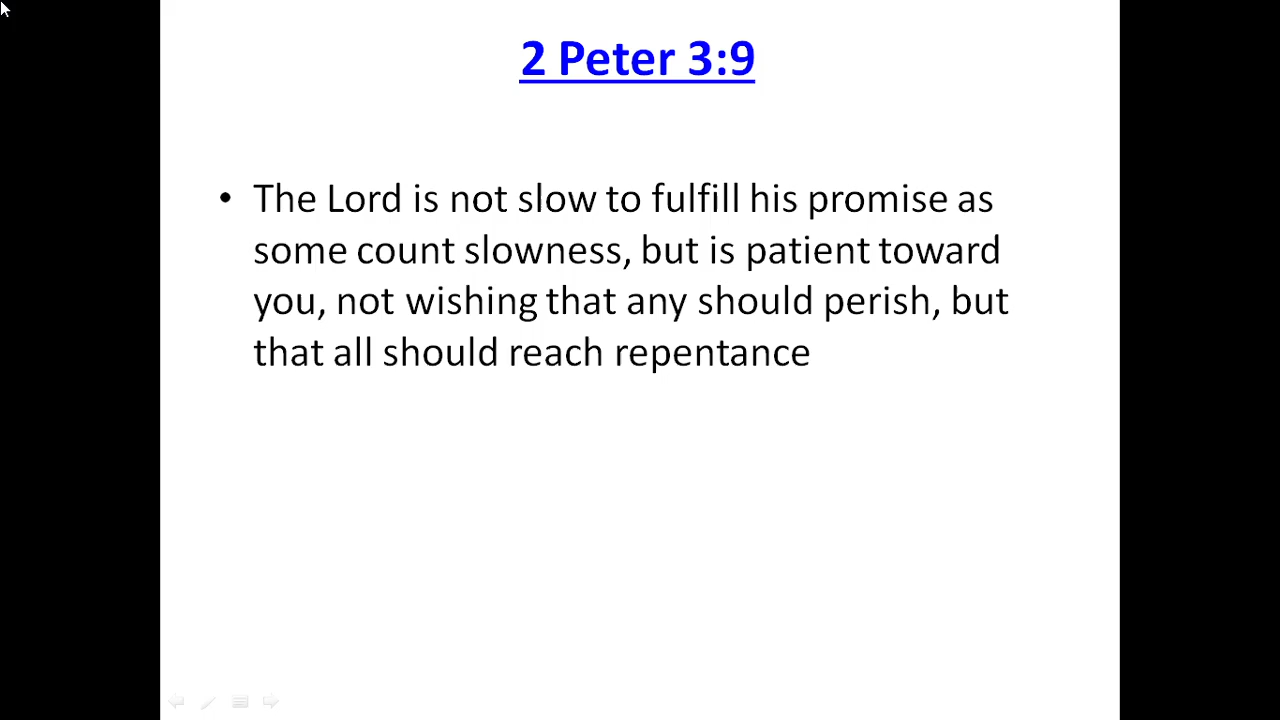 2 Peter 3:9
• The Lord is not slow to fulfill his promise as
some count slowness, but is patient toward
you, not wishing that any should perish, but
that all should reach repentance